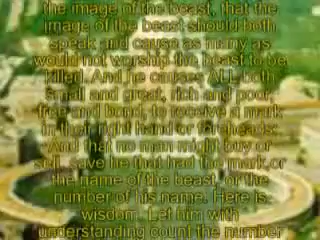 the image of the beast, that the
image of the beast should both
speak and cause as many as
would not worship the beast to be
killed. And he causes ALL both
small and great, rich and poor,
free and bond, to receive a mark
in their right hand or foreheads:
And that no man might buy or
sell, save he that had the mark,or
the name of the beast, or the
number of his name. Here is
wisdom. Let him with
understanding count the number